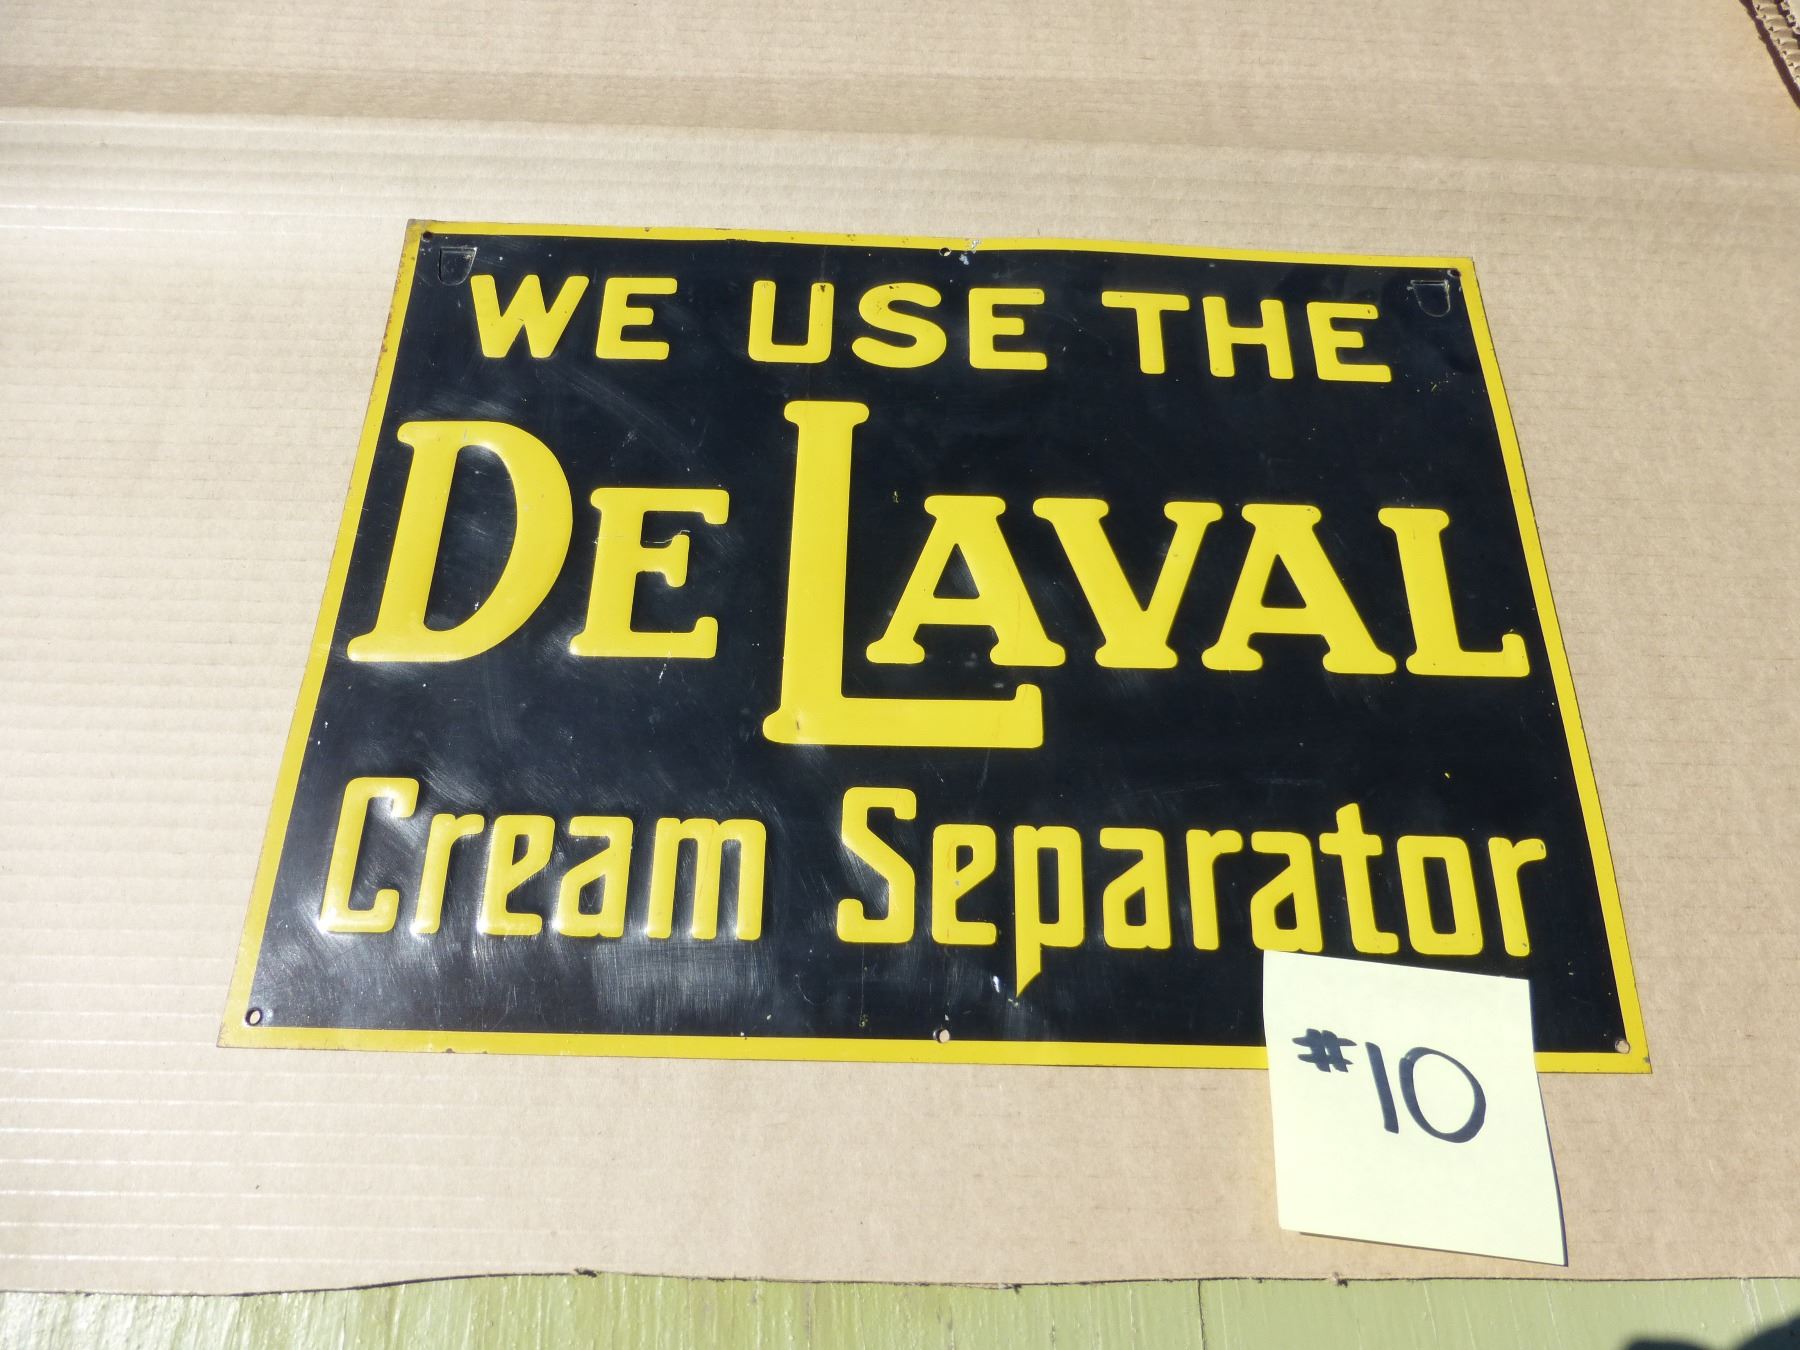 WE USE THE
DE LAVAL
Cream Separator
#10